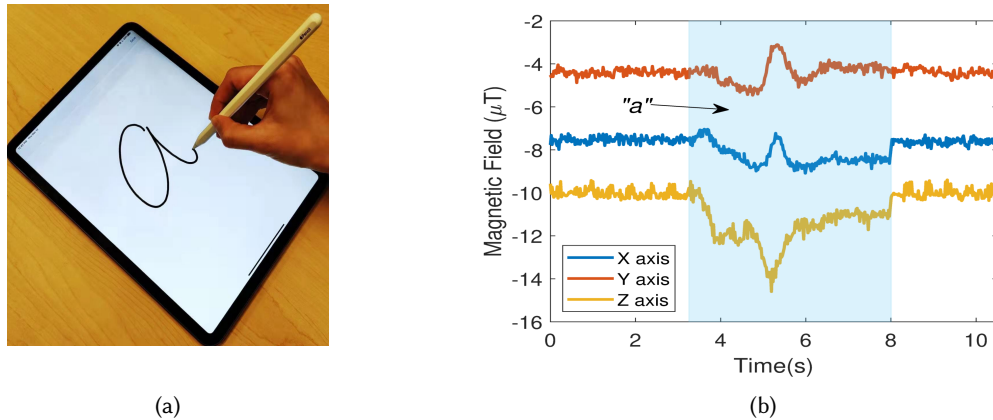 a
-2
-4
-6
-8
-10
-12
-14
-16
Magnetic Field (μT)
"a"
X axis
Y axis
Z axis
0 2 4 6 8 10
Time(s)
(a) (b)